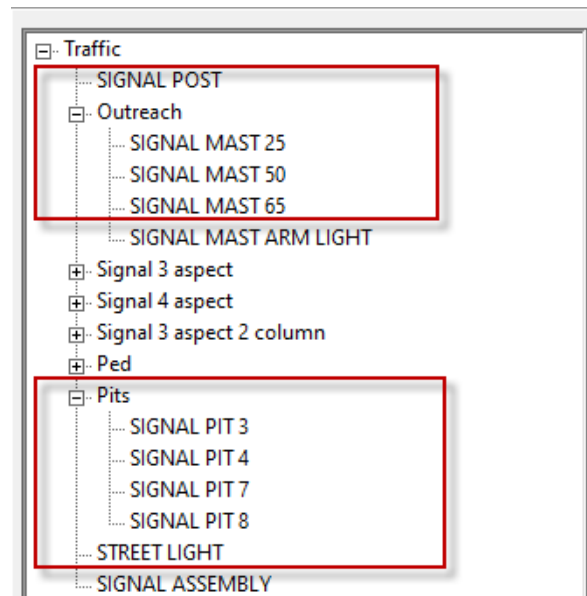 Traffic
SIGNAL POST
Outreach
SIGNAL MAST 25
SIGNAL MAST 50
SIGNAL MAST 65
SIGNAL MAST ARM LIGHT
Signal 3 aspect
Signal 4 aspect
Signal 3 aspect 2 column
Ped
Pits
SIGNAL PIT 3
SIGNAL PIT 4
SIGNAL PIT 7
SIGNAL PIT 8
STREET LIGHT
SIGNAL ASSEMBLY